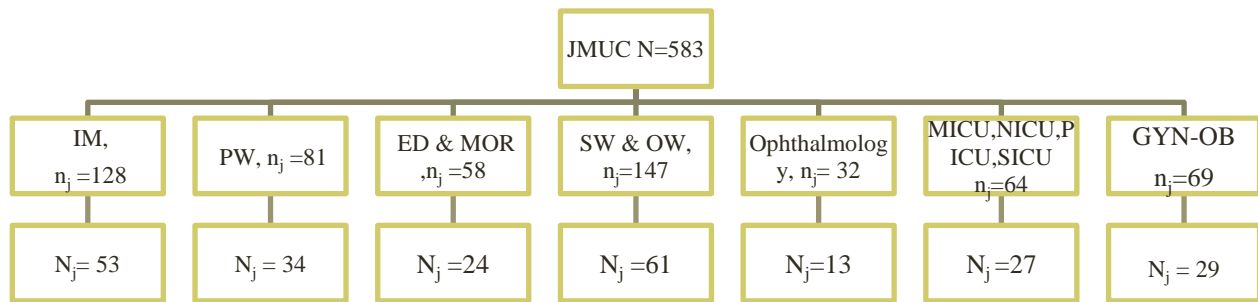 JMUC N=583
IM,
nj =128
PW, nj =81
ED & MOR
,nj =58
SW & OW,
nj=147
Ophthalmolog
y, nj= 32
MICU,NICU,P
ICU,SICU
nj=64
GYN-OB
nj=69
Nj= 53
Nj = 34
Nj =24
Nj =61
Nj =13
Nj =27
Nj = 29